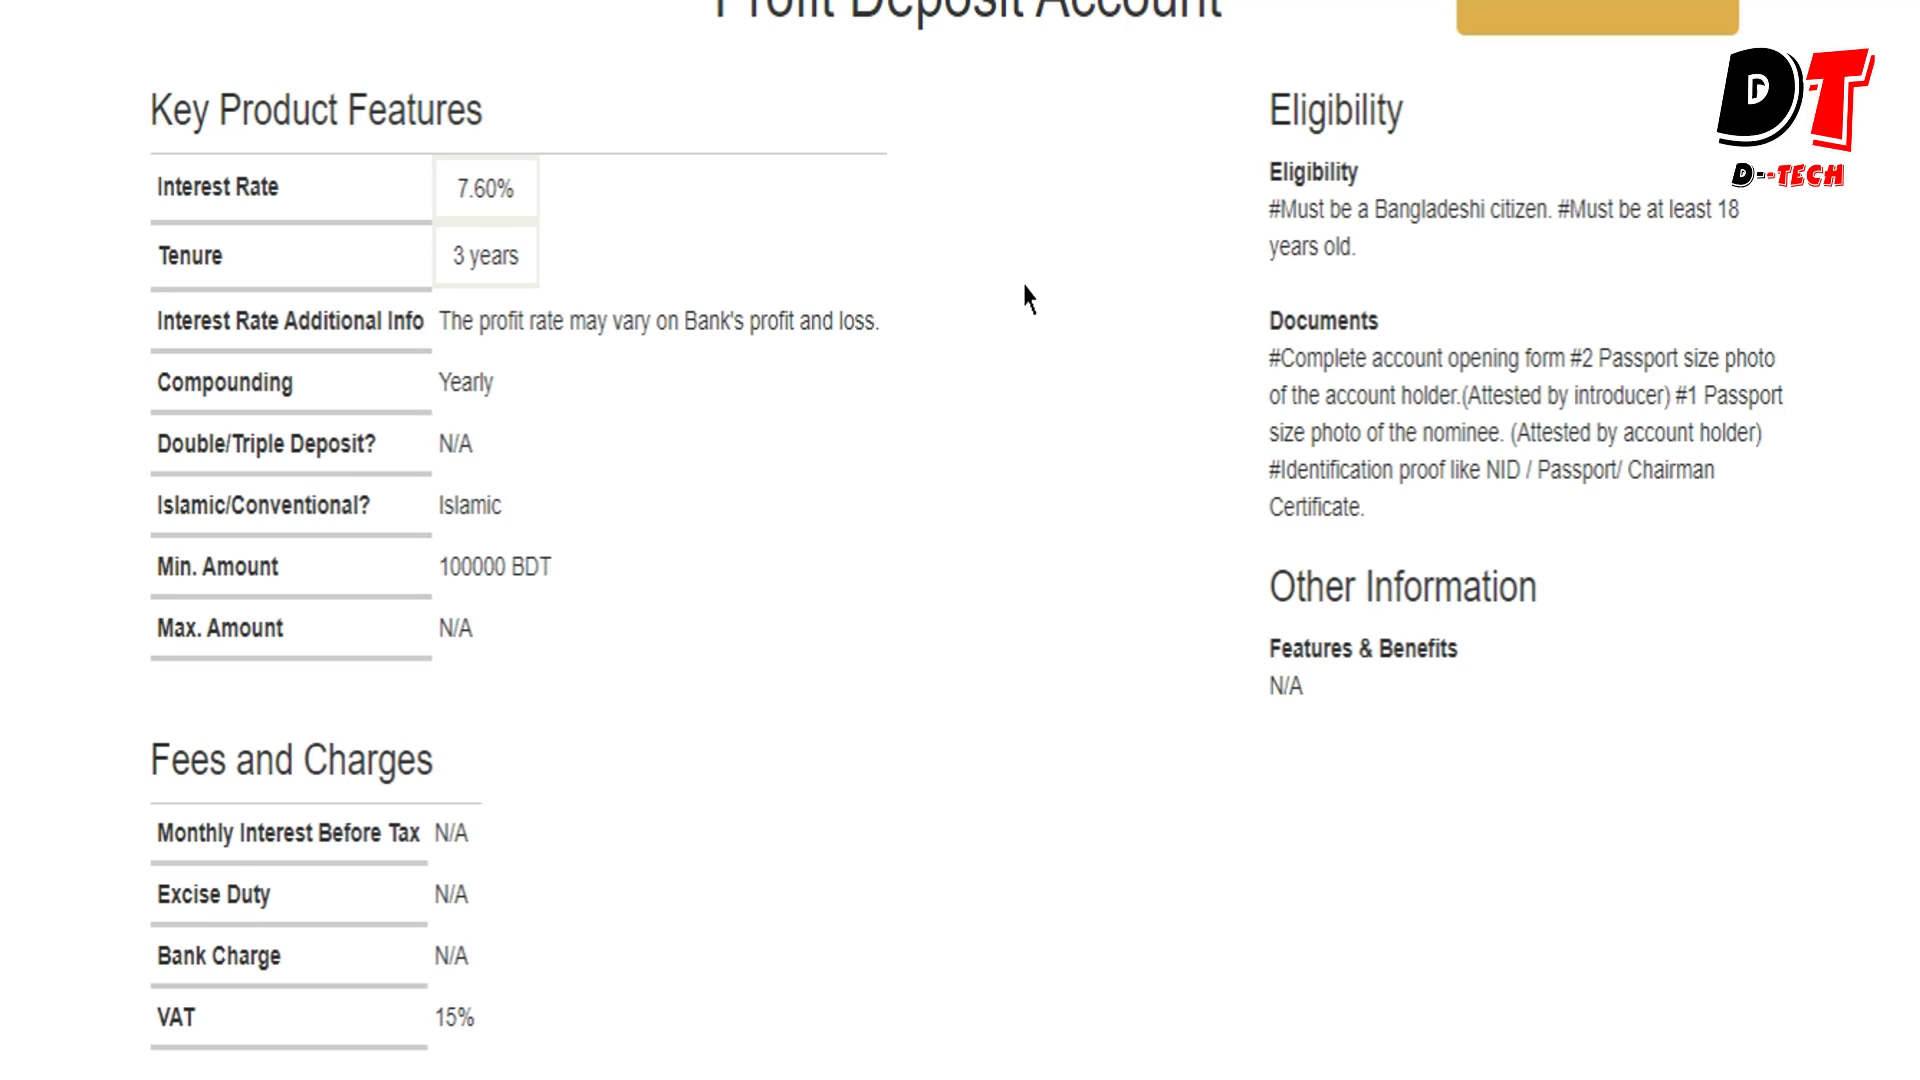 Profit Deposit Account
Key Product Features
Interest Rate 7.60%
Tenure 3 years
Interest Rate Additional Info The profit rate may vary on Bank's profit and loss.
Compounding Yearly
Double/Triple Deposit? N/A
Islamic/Conventional? Islamic
Min. Amount 100000 BDT
Max. Amount N/A
Fees and Charges
Monthly Interest Before Tax N/A
Excise Duty N/A
Bank Charge N/A
VAT 15%
Eligibility
Eligibility
#Must be a Bangladeshi citizen. #Must be at least 18
years old.
Documents
#Complete account opening form #2 Passport size photo
of the account holder.(Attested by introducer) #1 Passport
size photo of the nominee. (Attested by account holder)
#Identification proof like NID / Passport/ Chairman
Certificate.
Other Information
Features & Benefits
N/A
DT
D--TECH